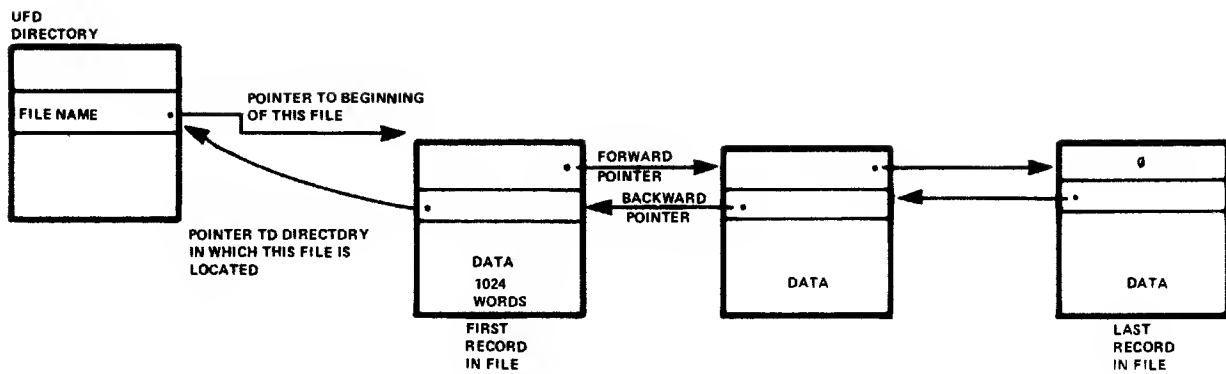 UFD
DIRECTORY
FILE NAME
POINTER TO BEGINNING
OF THIS FILE
POINTER TD DIRECTDRY
IN WHICH THIS FILE IS
LOCATED
FORWARD
POINTER
BACKWARD
POINTER
DATA
1024
WORDS
FIRST
RECORD
IN FILE
DATA
0
DATA
LAST
RECORD
IN FILE